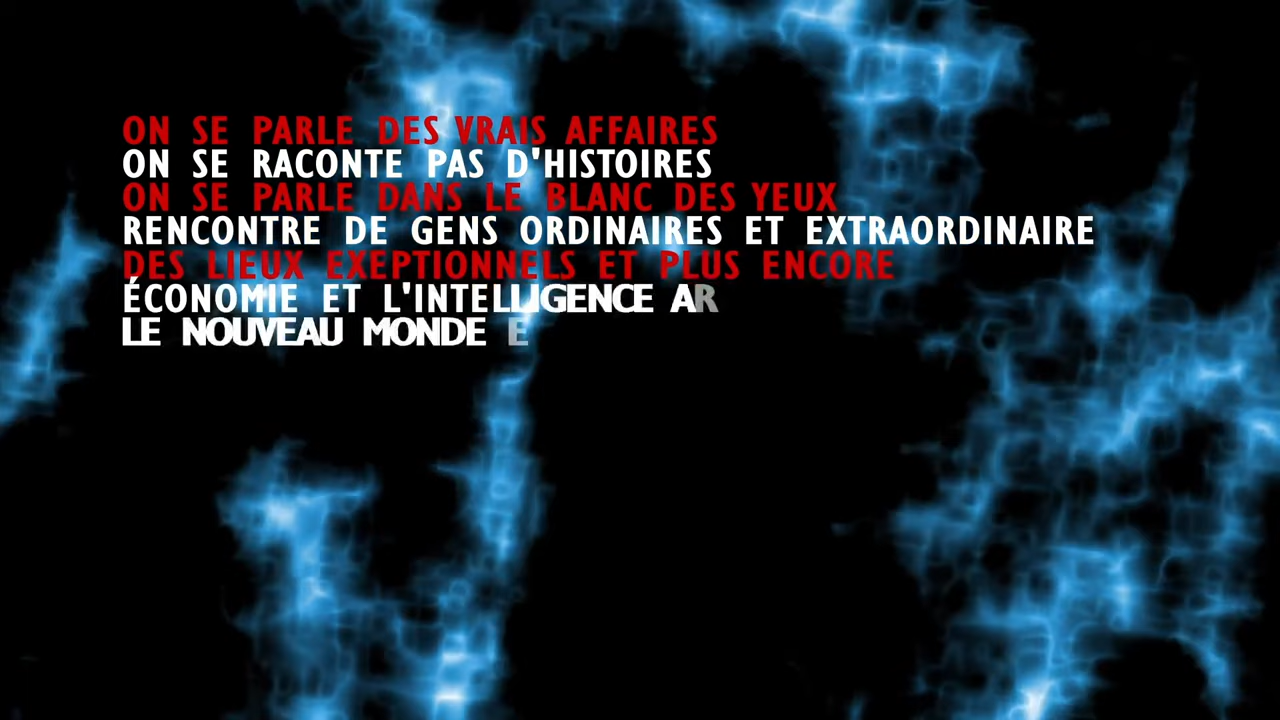 ON SE PARLE DES VRAIS AFFAIRES
ON SE RACONTE PAS D'HISTOIRES
ON SE PARLE DANS LE BLANC DES YEUX
RENCONTRE DE GENS ORDINAIRES ET EXTRAORDINAIRE
DES LIEUX EXEPTIONNELS ET PLUS ENCORE
ÉCONOMIE ET L'INTELLIGENCE AR
LE NOUVEAU MONDE E